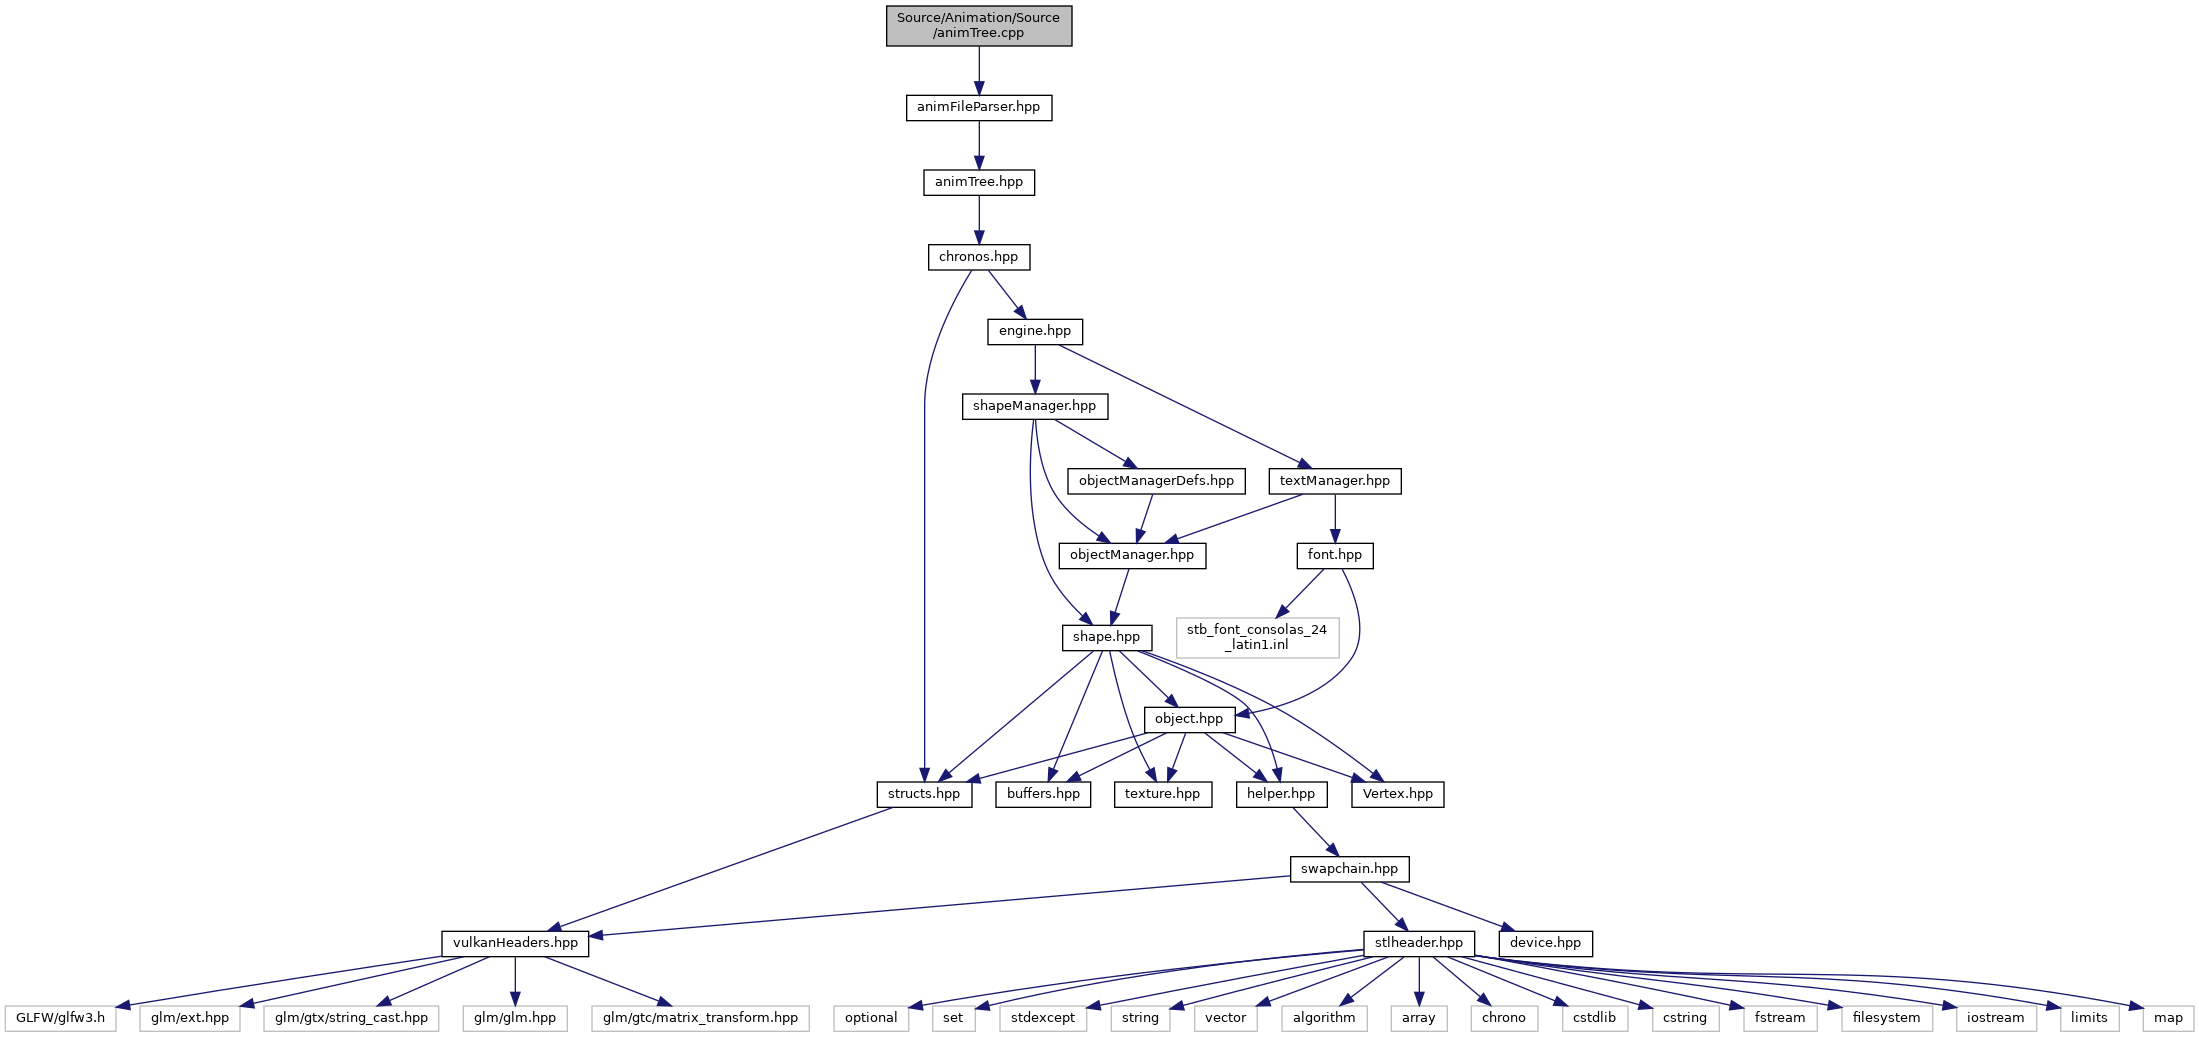 Source/Animation/Source
/animTree.cpp
animFileParser.hpp
animTree.hpp
chronos.hpp
engine.hpp
shapeManager.hpp
objectManagerDefs.hpp
textManager.hpp
objectManager.hpp
font.hpp
stb_font_consolas_24
_latin1.inl
shape.hpp
object.hpp
structs.hpp
buffers.hpp
texture.hpp
helper.hpp
Vertex.hpp
swapchain.hpp
vulkanHeaders.hpp
stlheader.hpp
device.hpp
GLFW/glfw3.h
glm/ext.hpp
glm/gtx/string_cast.hpp
glm/glm.hpp
glm/gtc/matrix_transform.hpp
optional
set
stdexcept
string
vector
algorithm
array
chrono
cstdlib
cstring
fstream
filesystem
iostream
limits
map